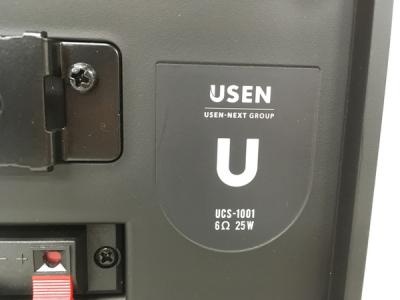 USEN
USEN-NEXT GROUP
U
UCS-1001
6Ω 25W
- +